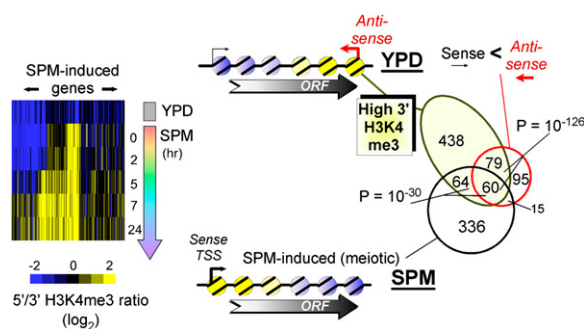 SPM-induced
genes
YPD
SPM
(hr)
0
2
5
7
24
-2 0 2
5'/3' H3K4me3 ratio
(log2)
Anti-
sense
YPD
ORF
High 3'
H3K4
me3
Sense < Anti-
sense
P = 10-126
438
79
95
64
60
15
336
P = 10-30
SPM-induced (meiotic)
Sense
TSS
SPM
ORF